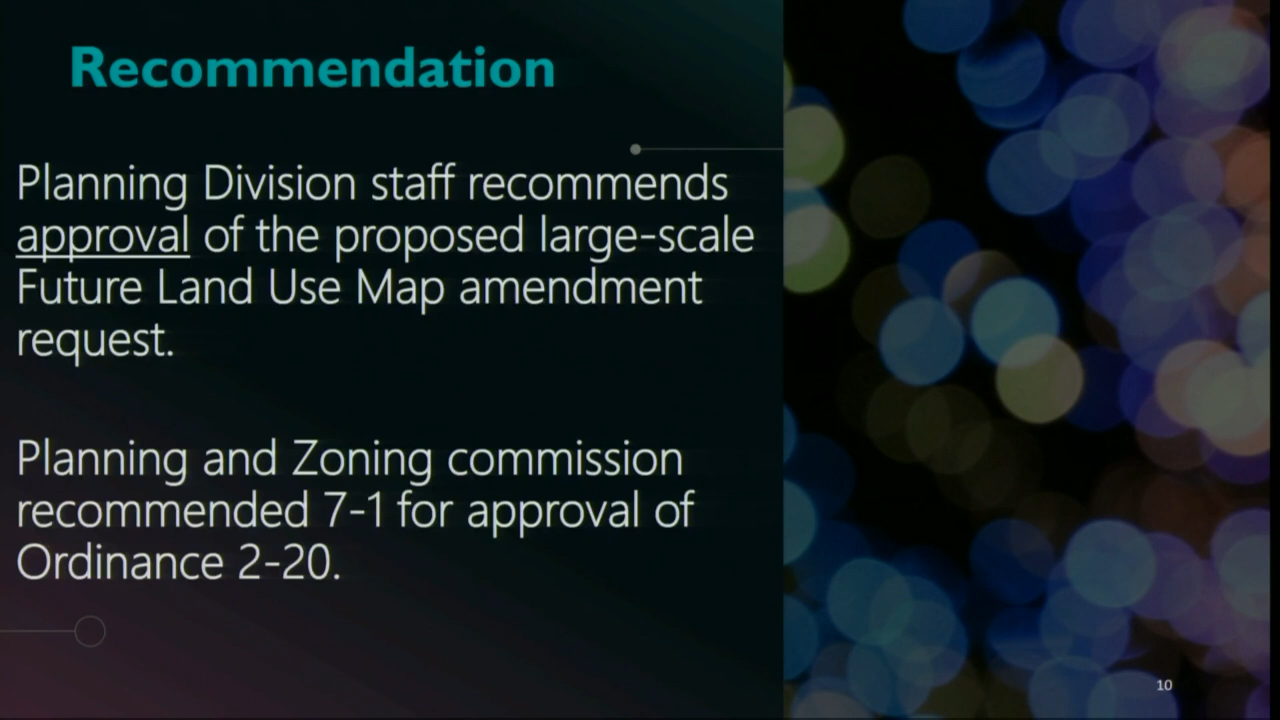 Recommendation
Planning Division staff recommends
approval of the proposed large-scale
Future Land Use Map amendment
request.
Planning and Zoning commission
recommended 7-1 for approval of
Ordinance 2-20.
10